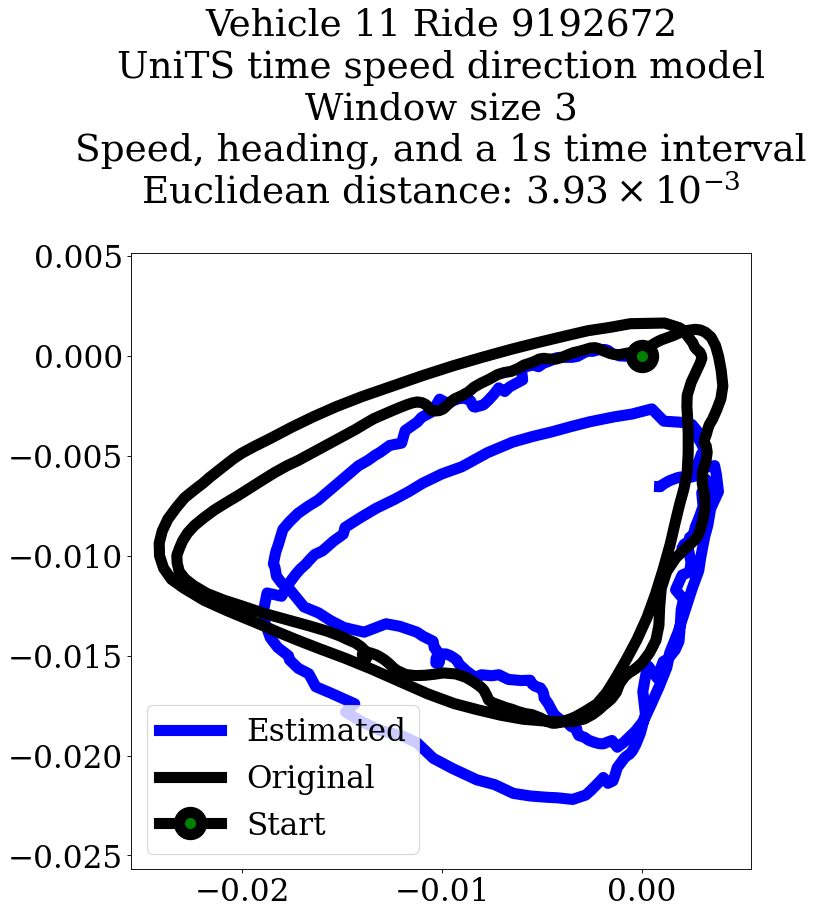 Vehicle 11 Ride 9192672
UniTS time speed direction model
Window size 3
Speed, heading, and a 1s time interval
Euclidean distance: 3.93 × 10⁻³
0.005
0.000
−0.005
−0.010
−0.015
−0.020
−0.025
Estimated
Original
Start
−0.02
−0.01
0.00